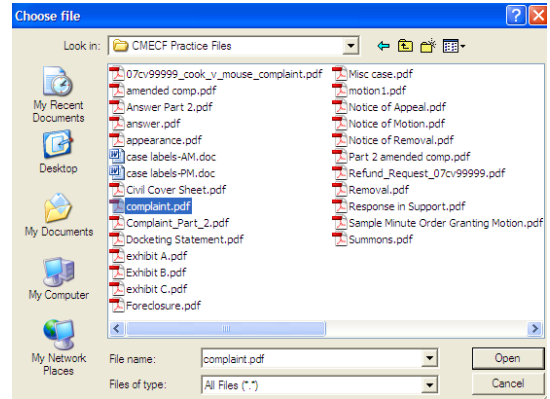 Choose file
Look in: CMECF Practice Files
My Recent Documents
Desktop
My Documents
My Computer
My Network Places
07cv99999_cook_v_mouse_complaint.pdf
amended comp.pdf
Answer Part 2.pdf
answer.pdf
appearance.pdf
case labels-AM.doc
case labels-PM.doc
Civil Cover Sheet.pdf
complaint.pdf
Complaint_Part_2.pdf
Docketing Statement.pdf
exhibit A.pdf
Exhibit B.pdf
exhibit C.pdf
Foreclosure.pdf
Misc case.pdf
motion1.pdf
Notice of Appeal.pdf
Notice of Motion.pdf
Notice of Removal.pdf
Part 2 amended comp.pdf
Refund_Request_07cv99999.pdf
Removal.pdf
Response in Support.pdf
Sample Minute Order Granting Motion.pdf
Summons.pdf
File name: complaint.pdf Open
Files of type: All Files (*.*) Cancel